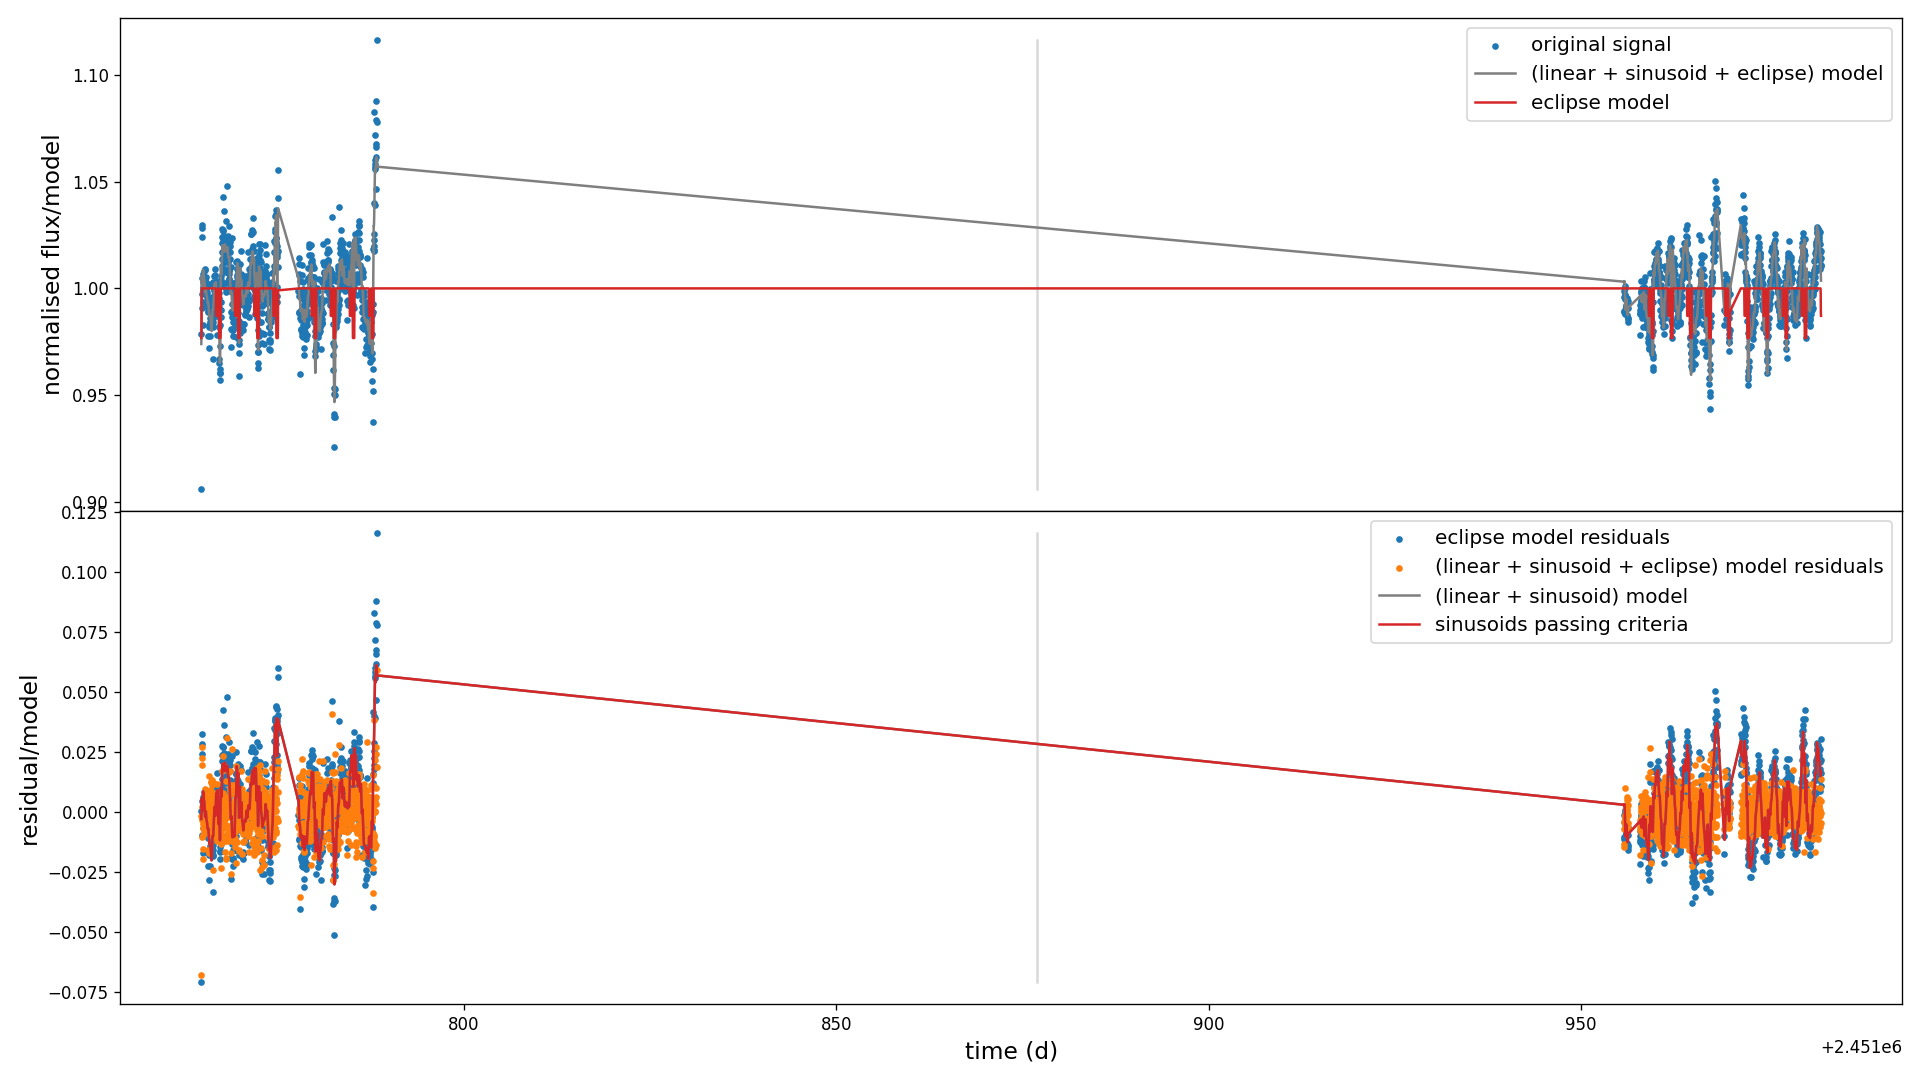 original signal
(linear + sinusoid + eclipse) model
eclipse model
normalised flux/model
1.10
1.05
1.00
0.95
0.90
eclipse model residuals
(linear + sinusoid + eclipse) model residuals
(linear + sinusoid) model
sinusoids passing criteria
residual/model
0.125
0.100
0.075
0.050
0.025
0.000
−0.025
−0.050
−0.075
800
850
900
950
time (d)
+2.451e6